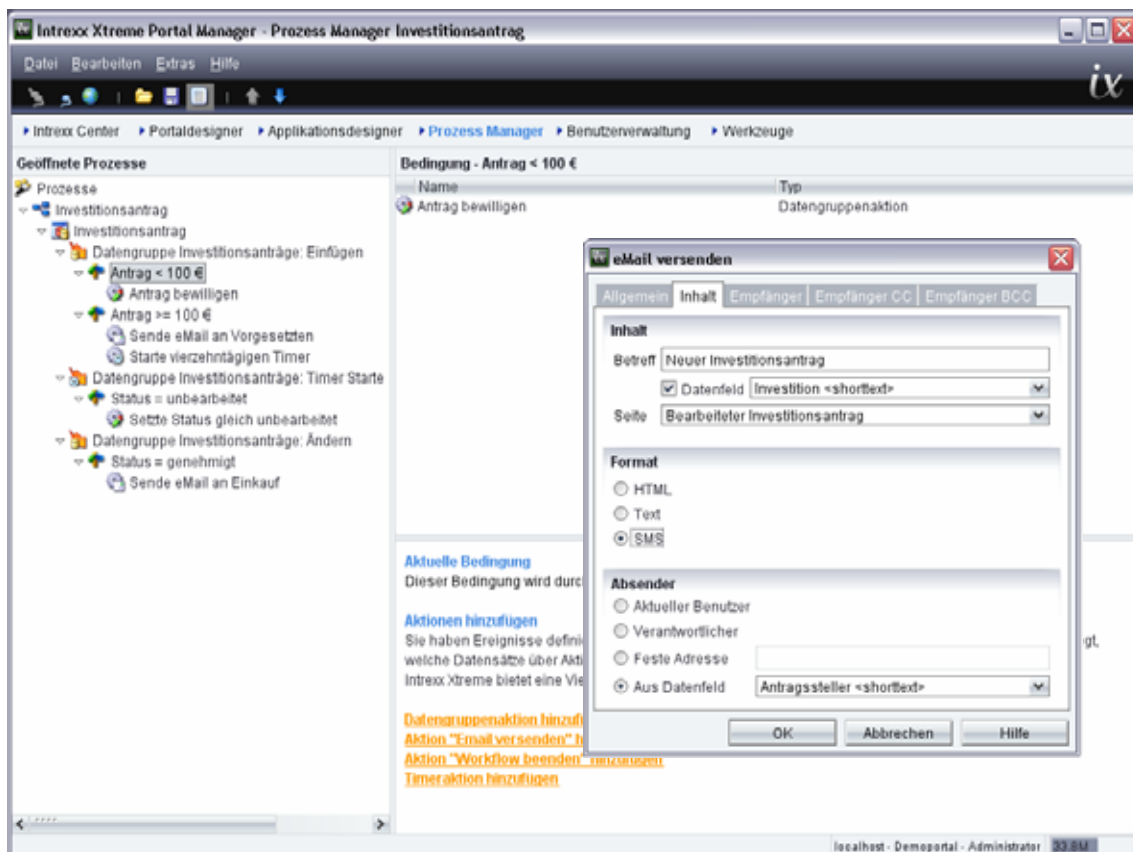 Intrexx Xtreme Portal Manager - Prozess Manager Investitionsantrag
Datei Bearbeiten Extras Hilfe
ix
Intrexx Center Portaldesigner Applikationsdesigner Prozess Manager Benutzerverwaltung Werkzeuge
Geöffnete Prozesse
Prozesse
Investitionsantrag
Investitionsantrag
Datengruppe Investitionsanträge: Einfügen
Antrag < 100 €
Antrag bewilligen
Antrag >= 100 €
Sende eMail an Vorgesetzten
Starte vierzehntägigen Timer
Datengruppe Investitionsanträge: Timer Starte
Status = unbearbeitet
Setzte Status gleich unbearbeitet
Datengruppe Investitionsanträge: Ändern
Status = genehmigt
Sende eMail an Einkauf
Bedingung - Antrag < 100 €
Name Typ
Antrag bewilligen Datengruppenaktion
Aktuelle Bedingung
Dieser Bedingung wird durc
Aktionen hinzufügen
Sie haben Ereignisse defini gt,
welche Datensätze über Akti
Intrexx Xtreme bietet eine Vie
Datengruppenaktion hinzufü
Aktion "Email versenden" h
Aktion "Workflow beenden" hinzufügen
Timeraktion hinzufügen
eMail versenden
Allgemein Inhalt Empfänger Empfänger CC Empfänger BCC
Inhalt
Betreff Neuer Investitionsantrag
Datenfeld Investition <shorttext>
Seite Bearbeiteter Investitionsantrag
Format
HTML
Text
SMS
Absender
Aktueller Benutzer
Verantwortlicher
Feste Adresse
Aus Datenfeld Antragssteller <shorttext>
OK Abbrechen Hilfe
localhost - Demoportal - Administrator 33.8M